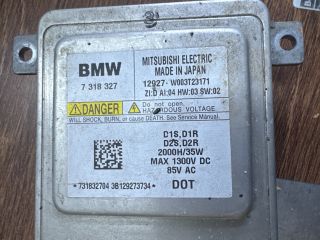 BMW
7 318 327
MITSUBISHI ELECTRIC
MADE IN JAPAN
12927- W003T23171
ZI:D AI:04 HW:03 SW:02
DANGER
Do not open.
HAZARDOUS VOLTAGE
WILL SHOCK, BURN, or cause DEATH. See Service Manual.
D1S,D1R
D2S,D2R
2000H/35W
MAX 1300V DC
85V AC
*731832704 3B129273734*
DOT